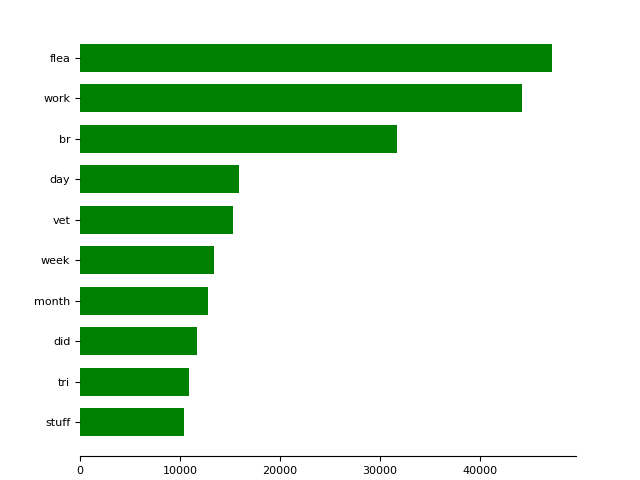 flea
work
br
day
vet
week
month
did
tri
stuff
0 10000 20000 30000 40000